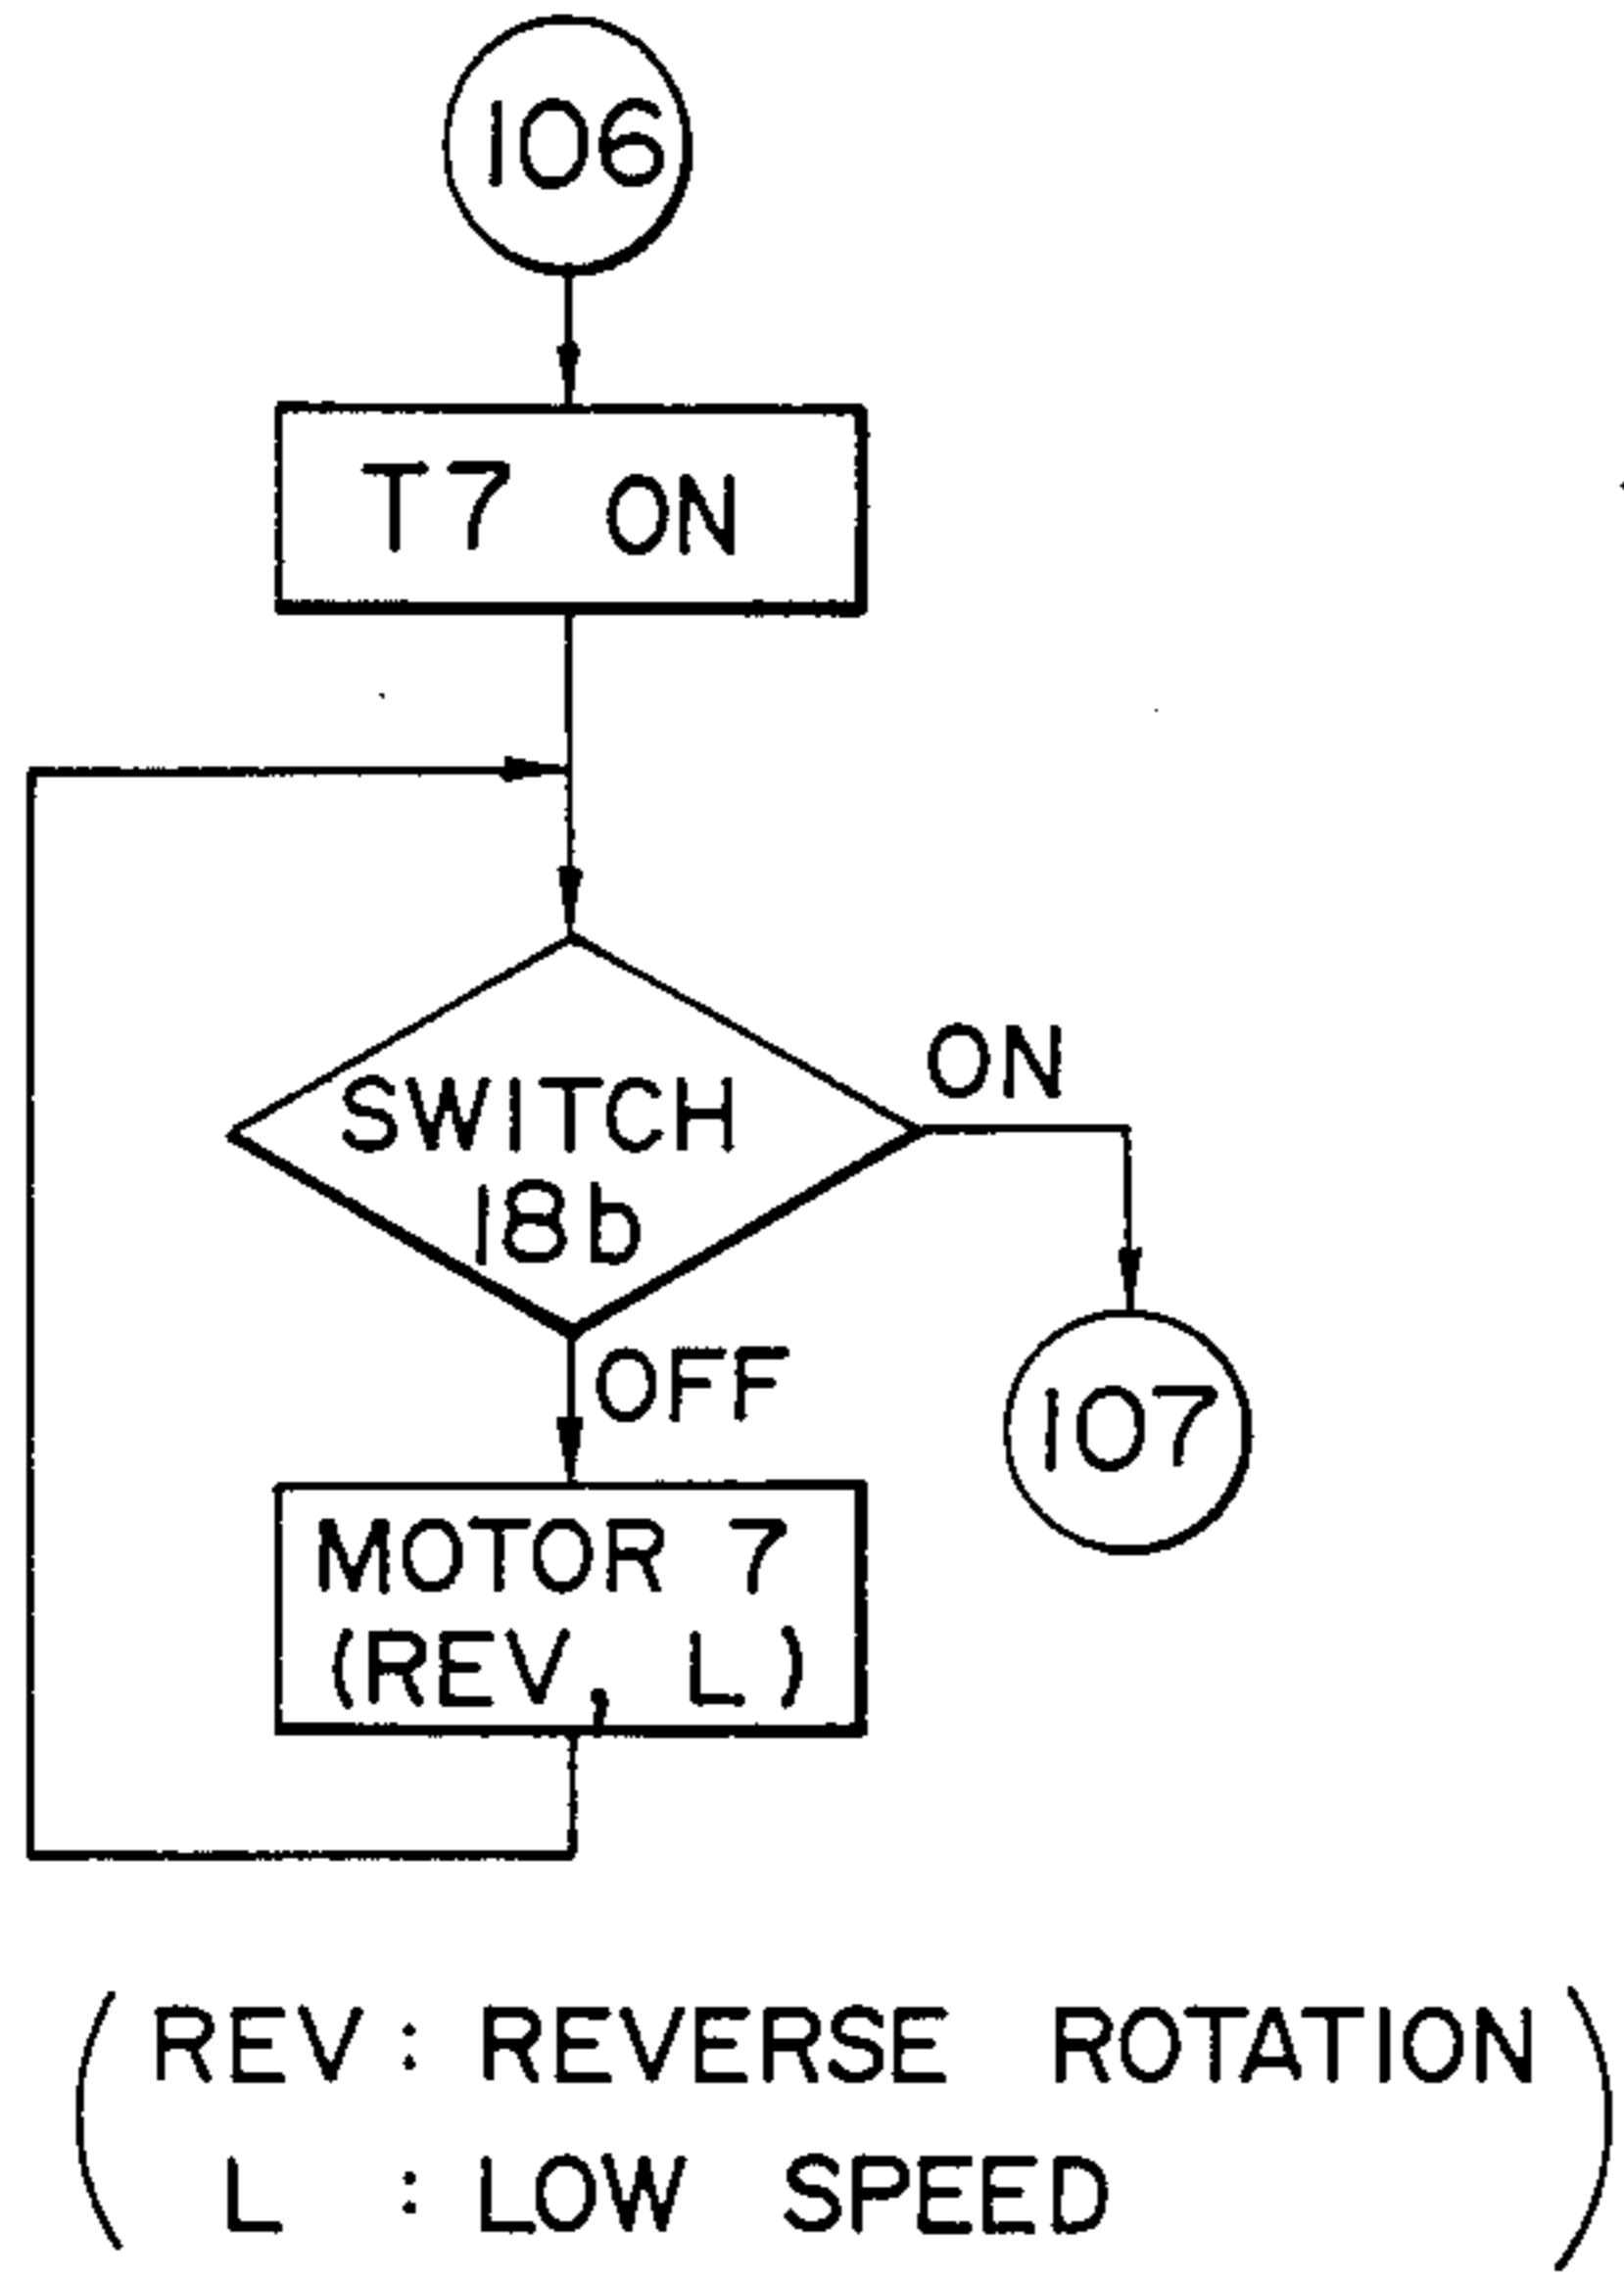 106
T7 ON
SWITCH
18b
ON
OFF
107
MOTOR 7
(REV, L)
REV: REVERSE ROTATION
L : LOW SPEED